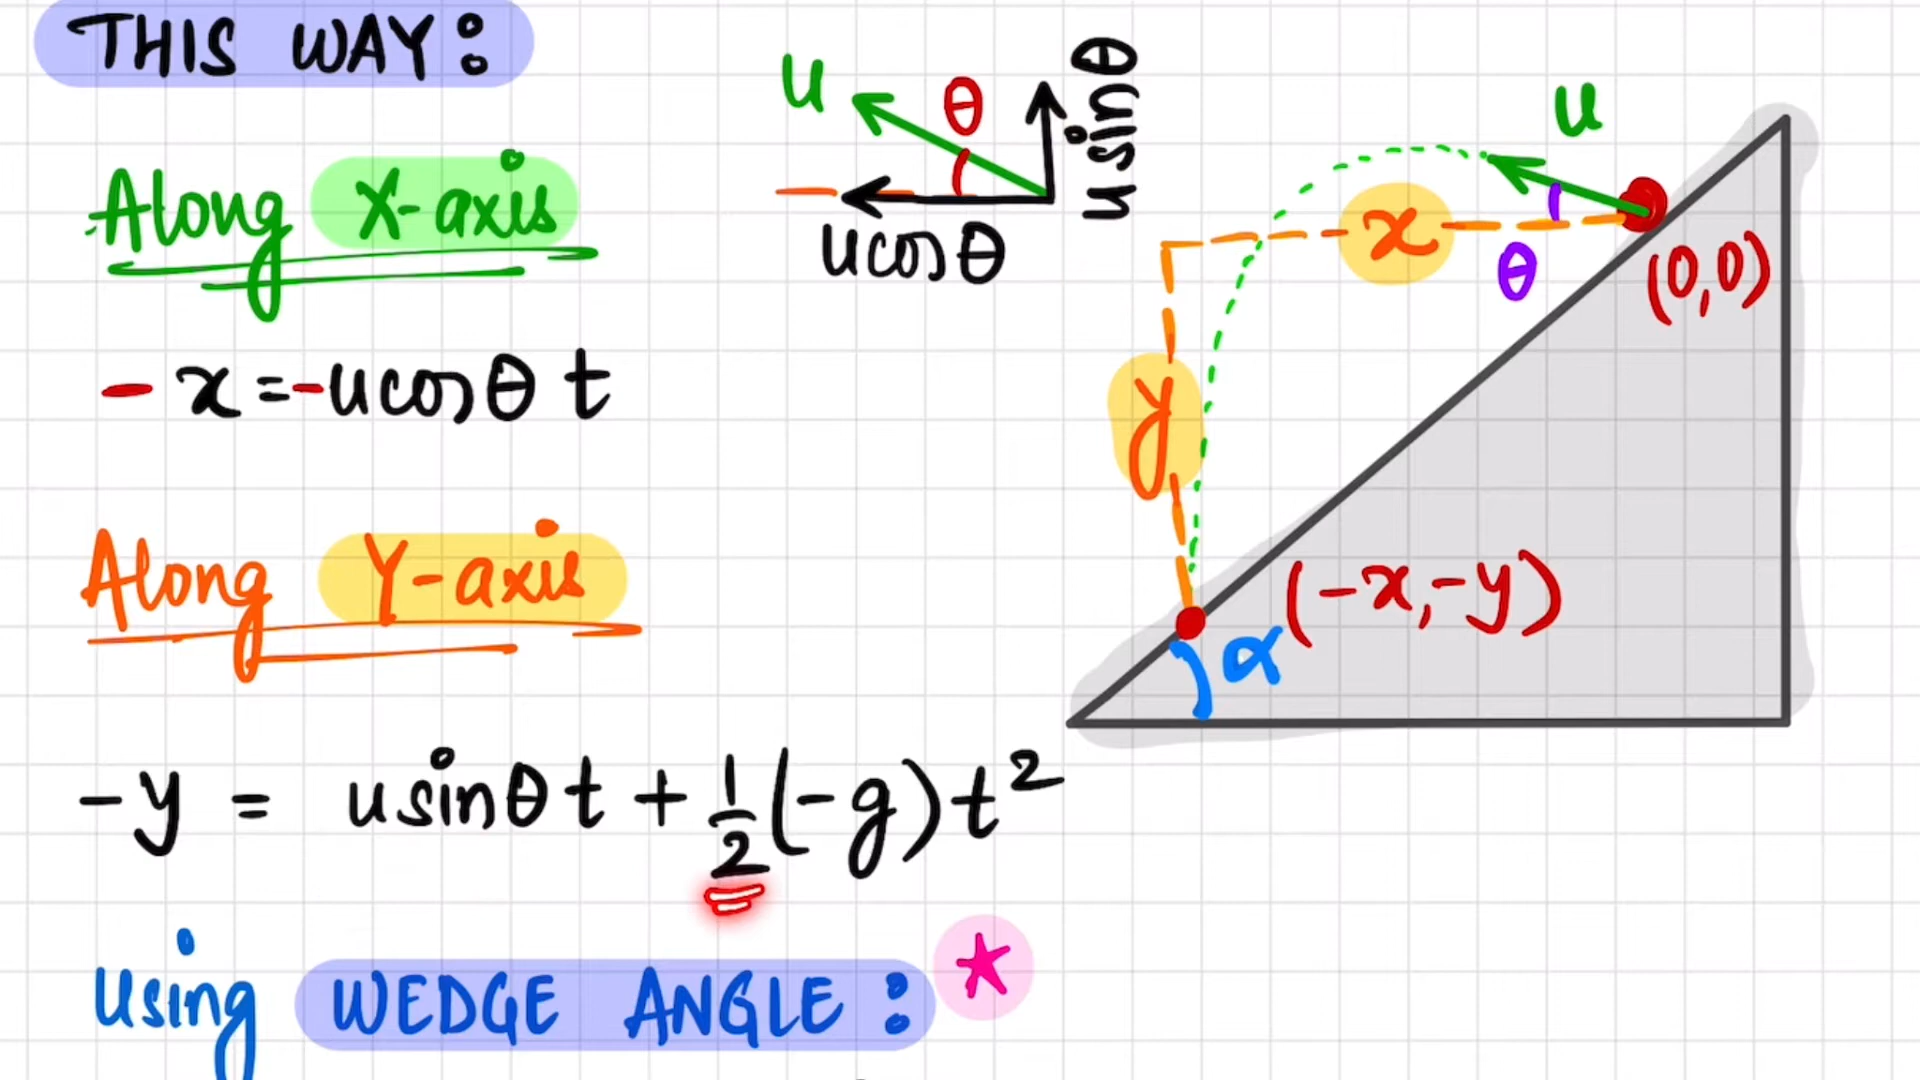 THIS WAY:
Along X-axis
- x = -ucosθ t
Along Y-axis
-y = usinθ t + 1/2 (-g) t²
Using WEDGE ANGLE: *
u
θ
usinθ
ucosθ
u
x
θ
(0,0)
y
(-x,-y)
α